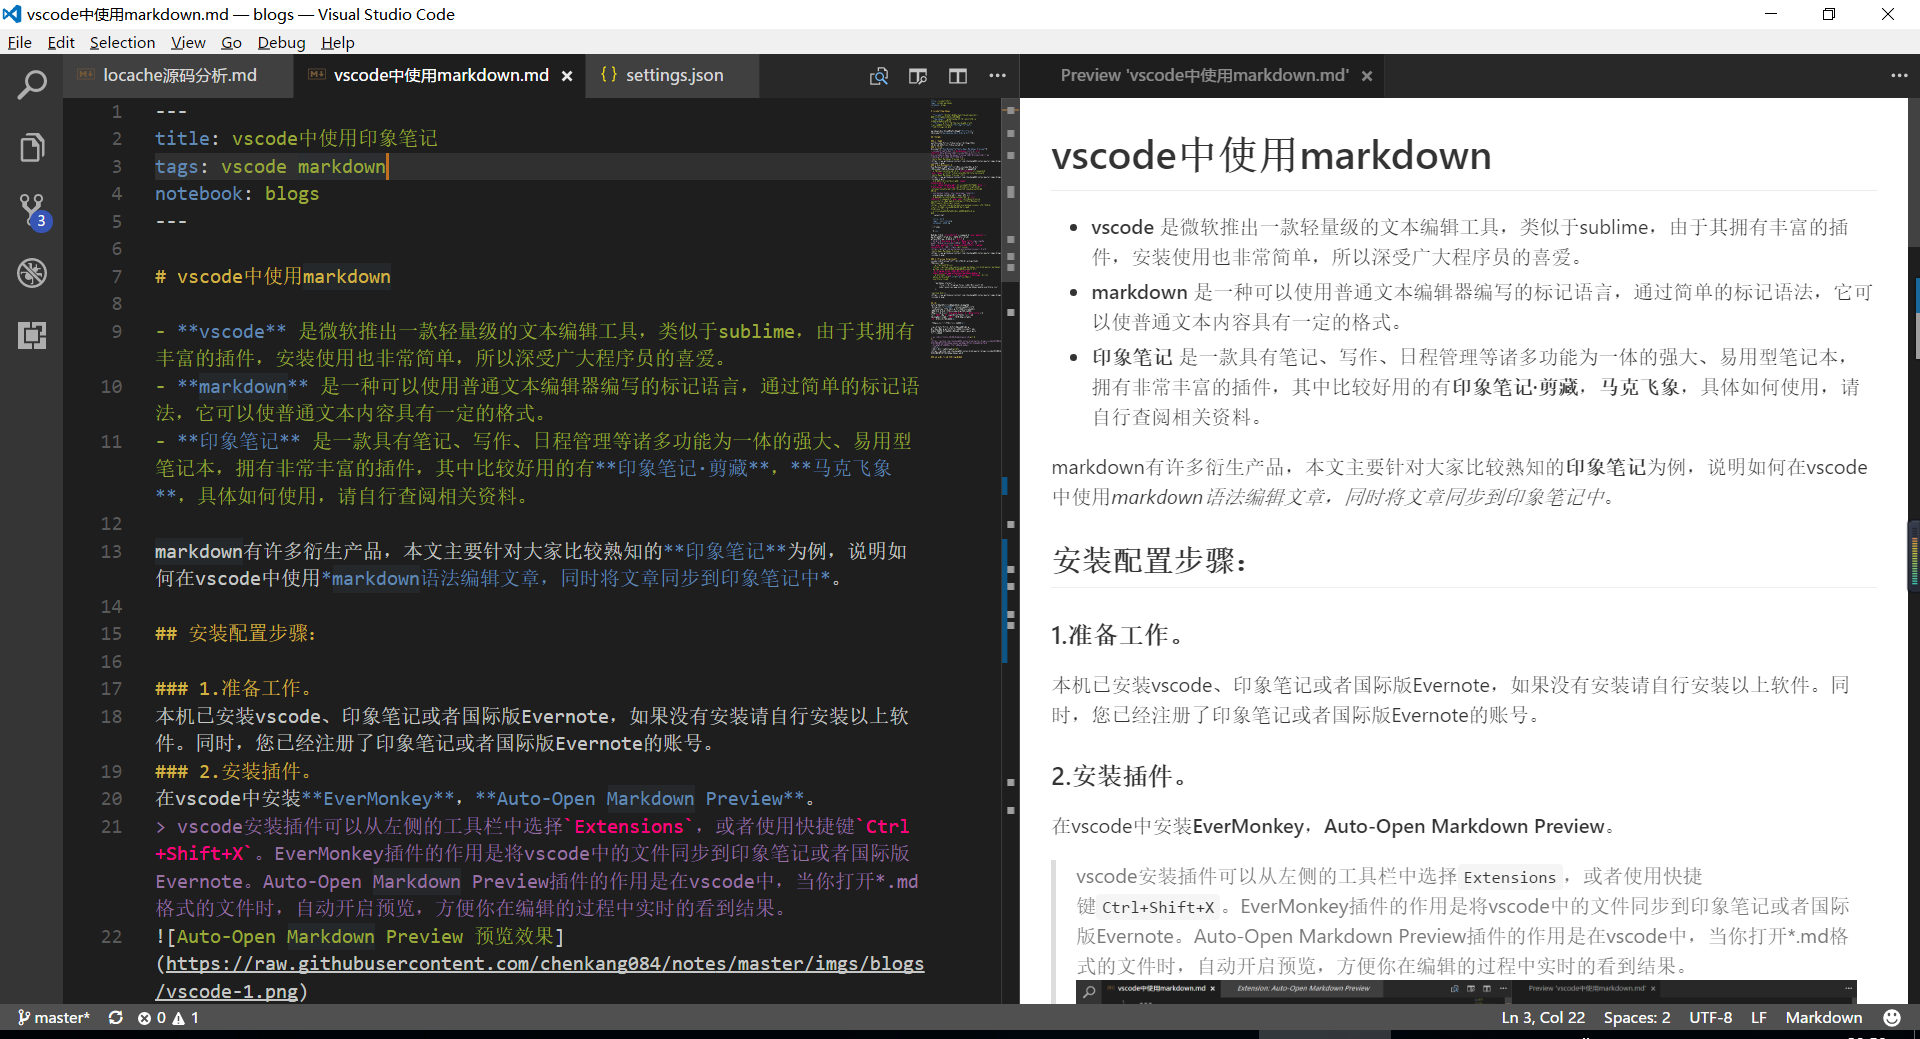 vscode中使用markdown.md — blogs — Visual Studio Code
File Edit Selection View Go Debug Help
locache源码分析.md vscode中使用markdown.md × {} settings.json
Preview 'vscode中使用markdown.md' ×
3
1 ---
2 title: vscode中使用印象笔记
3 tags: vscode markdown
4 notebook: blogs
5 ---
6
7 # vscode中使用markdown
8
9 - **vscode** 是微软推出一款轻量级的文本编辑工具，类似于sublime，由于其拥有
丰富的插件，安装使用也非常简单，所以深受广大程序员的喜爱。
10 - **markdown** 是一种可以使用普通文本编辑器编写的标记语言，通过简单的标记语
法，它可以使普通文本内容具有一定的格式。
11 - **印象笔记** 是一款具有笔记、写作、日程管理等诸多功能为一体的强大、易用型
笔记本，拥有非常丰富的插件，其中比较好用的有**印象笔记·剪藏**，**马克飞象
**，具体如何使用，请自行查阅相关资料。
12
13 markdown有许多衍生产品，本文主要针对大家比较熟知的**印象笔记**为例，说明如
何在vscode中使用*markdown语法编辑文章，同时将文章同步到印象笔记中*。
14
15 ## 安装配置步骤：
16
17 ### 1.准备工作。
18 本机已安装vscode、印象笔记或者国际版Evernote，如果没有安装请自行安装以上软
件。同时，您已经注册了印象笔记或者国际版Evernote的账号。
19 ### 2.安装插件。
20 在vscode中安装**EverMonkey**，**Auto-Open Markdown Preview**。
21 > vscode安装插件可以从左侧的工具栏中选择`Extensions`，或者使用快捷键`Ctrl
+Shift+X`。EverMonkey插件的作用是将vscode中的文件同步到印象笔记或者国际版
Evernote。Auto-Open Markdown Preview插件的作用是在vscode中，当你打开*.md
格式的文件时，自动开启预览，方便你在编辑的过程中实时的看到结果。
22 ![Auto-Open Markdown Preview 预览效果]
(https://raw.githubusercontent.com/chenkang084/notes/master/imgs/blogs
/vscode-1.png)
vscode中使用markdown
• vscode 是微软推出一款轻量级的文本编辑工具，类似于sublime，由于其拥有丰富的插
件，安装使用也非常简单，所以深受广大程序员的喜爱。
• markdown 是一种可以使用普通文本编辑器编写的标记语言，通过简单的标记语法，它可
以使普通文本内容具有一定的格式。
• 印象笔记 是一款具有笔记、写作、日程管理等诸多功能为一体的强大、易用型笔记本，
拥有非常丰富的插件，其中比较好用的有印象笔记·剪藏，马克飞象，具体如何使用，请
自行查阅相关资料。
markdown有许多衍生产品，本文主要针对大家比较熟知的印象笔记为例，说明如何在vscode
中使用markdown语法编辑文章，同时将文章同步到印象笔记中。
安装配置步骤：
1.准备工作。
本机已安装vscode、印象笔记或者国际版Evernote，如果没有安装请自行安装以上软件。同
时，您已经注册了印象笔记或者国际版Evernote的账号。
2.安装插件。
在vscode中安装EverMonkey，Auto-Open Markdown Preview。
vscode安装插件可以从左侧的工具栏中选择 Extensions ，或者使用快捷
键 Ctrl+Shift+X 。EverMonkey插件的作用是将vscode中的文件同步到印象笔记或者国际
版Evernote。Auto-Open Markdown Preview插件的作用是在vscode中，当你打开*.md格
式的文件时，自动开启预览，方便你在编辑的过程中实时的看到结果。
vscode中使用markdown.md × Extension: Auto-Open Markdown Preview Preview 'vscode中使用markdown.md' ×
master* 0 1 Ln 3, Col 22 Spaces: 2 UTF-8 LF Markdown